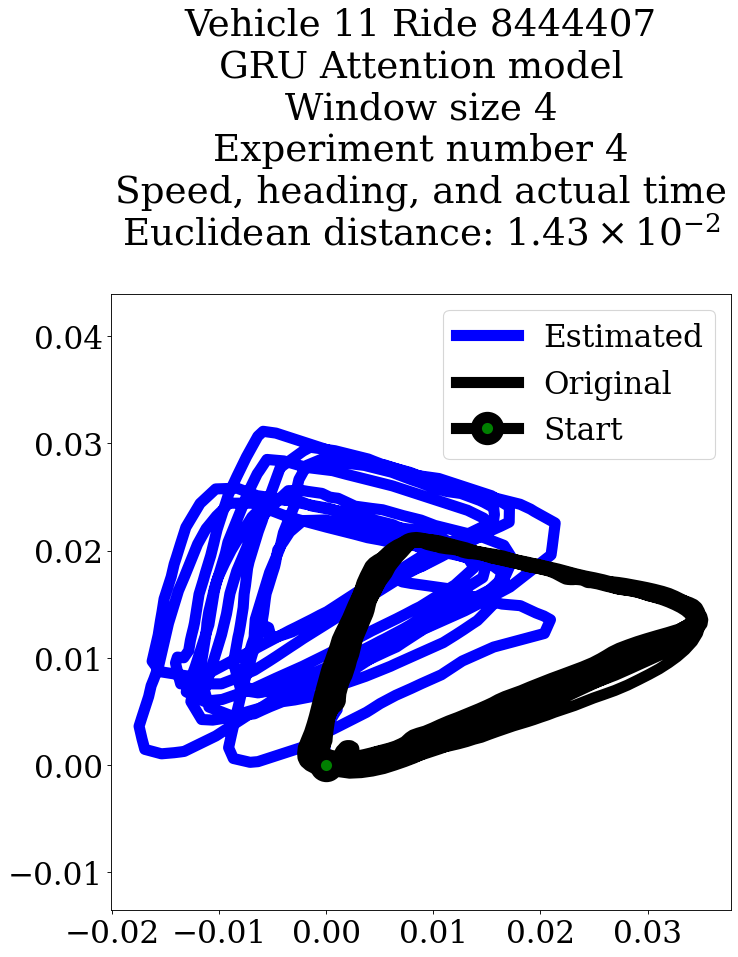 Vehicle 11 Ride 8444407
GRU Attention model
Window size 4
Experiment number 4
Speed, heading, and actual time
Euclidean distance: 1.43 × 10⁻²
Estimated
Original
Start
0.04
0.03
0.02
0.01
0.00
−0.01
−0.02 −0.01 0.00 0.01 0.02 0.03